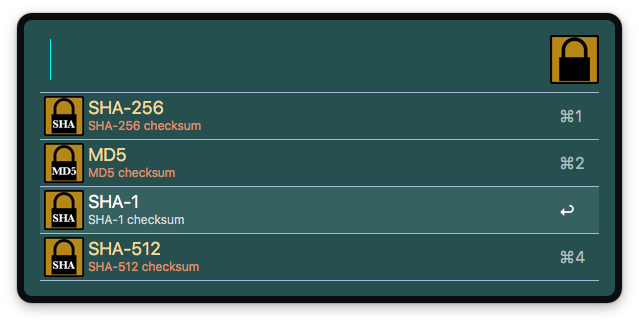 SHA
SHA-256
SHA-256 checksum
⌘1
MD5
MD5
MD5 checksum
⌘2
SHA
SHA-1
SHA-1 checksum
↩
SHA
SHA-512
SHA-512 checksum
⌘4